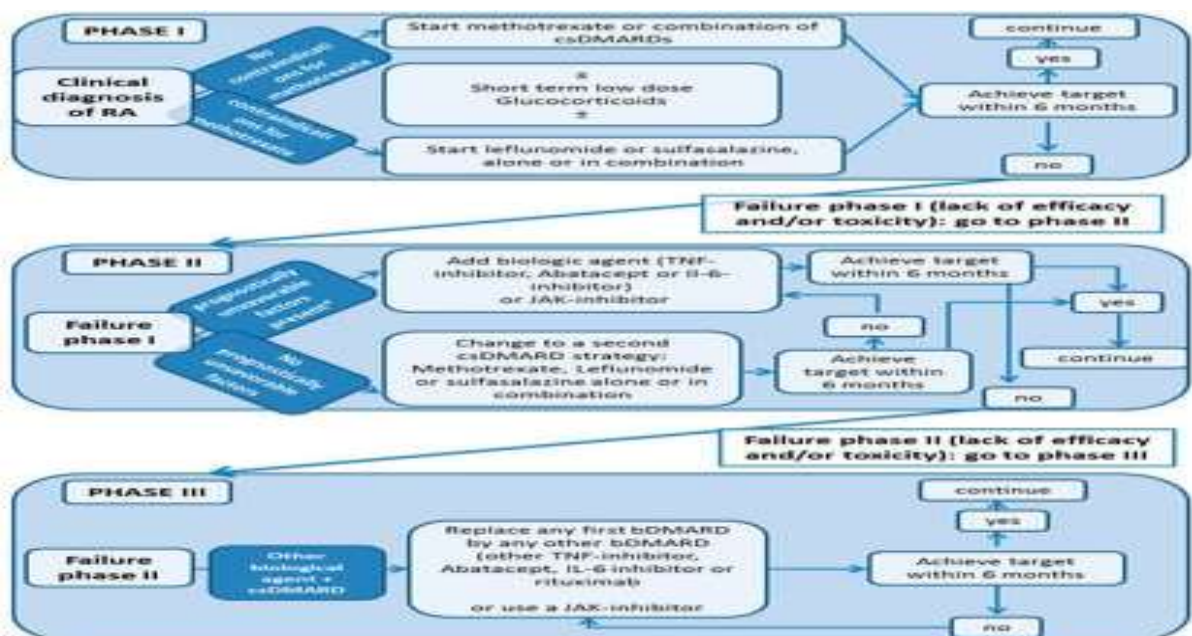 PHASE I
Clinical
diagnosis
of RA
No
contraindicati
ons for
methotrexate
contraindicati
ons for
methotrexate
Start methotrexate or combination of
csDMARDs
±
Short term low dose
Glucocorticoids
±
Start leflunomide or sulfasalazine,
alone or in combination
continue
yes
Achieve target
within 6 months
no
Failure phase I (lack of efficacy
and/or toxicity): go to phase II
PHASE II
Failure
phase I
prognostically
unfavorable
factors
present
No
prognostically
unfavorable
factors
Add biologic agent (TNF-
inhibitor, Abatacept or Il-6-
inhibitor)
or JAK-inhibitor
Change to a second
csDMARD strategy:
Methotrexate, Leflunomide
or sulfasalazine alone or in
combination
Achieve target
within 6 months
no
Achieve
target within
6 months
yes
continue
no
Failure phase II (lack of efficacy
and/or toxicity): go to phase III
PHASE III
Failure
phase II
Other
biological
agent +
csDMARD
Replace any first bDMARD
by any other bDMARD
(other TNF-inhibitor,
Abatacept, IL-6 inhibitor or
rituximab
or use a JAK-inhibitor
continue
yes
Achieve target
within 6 months
no